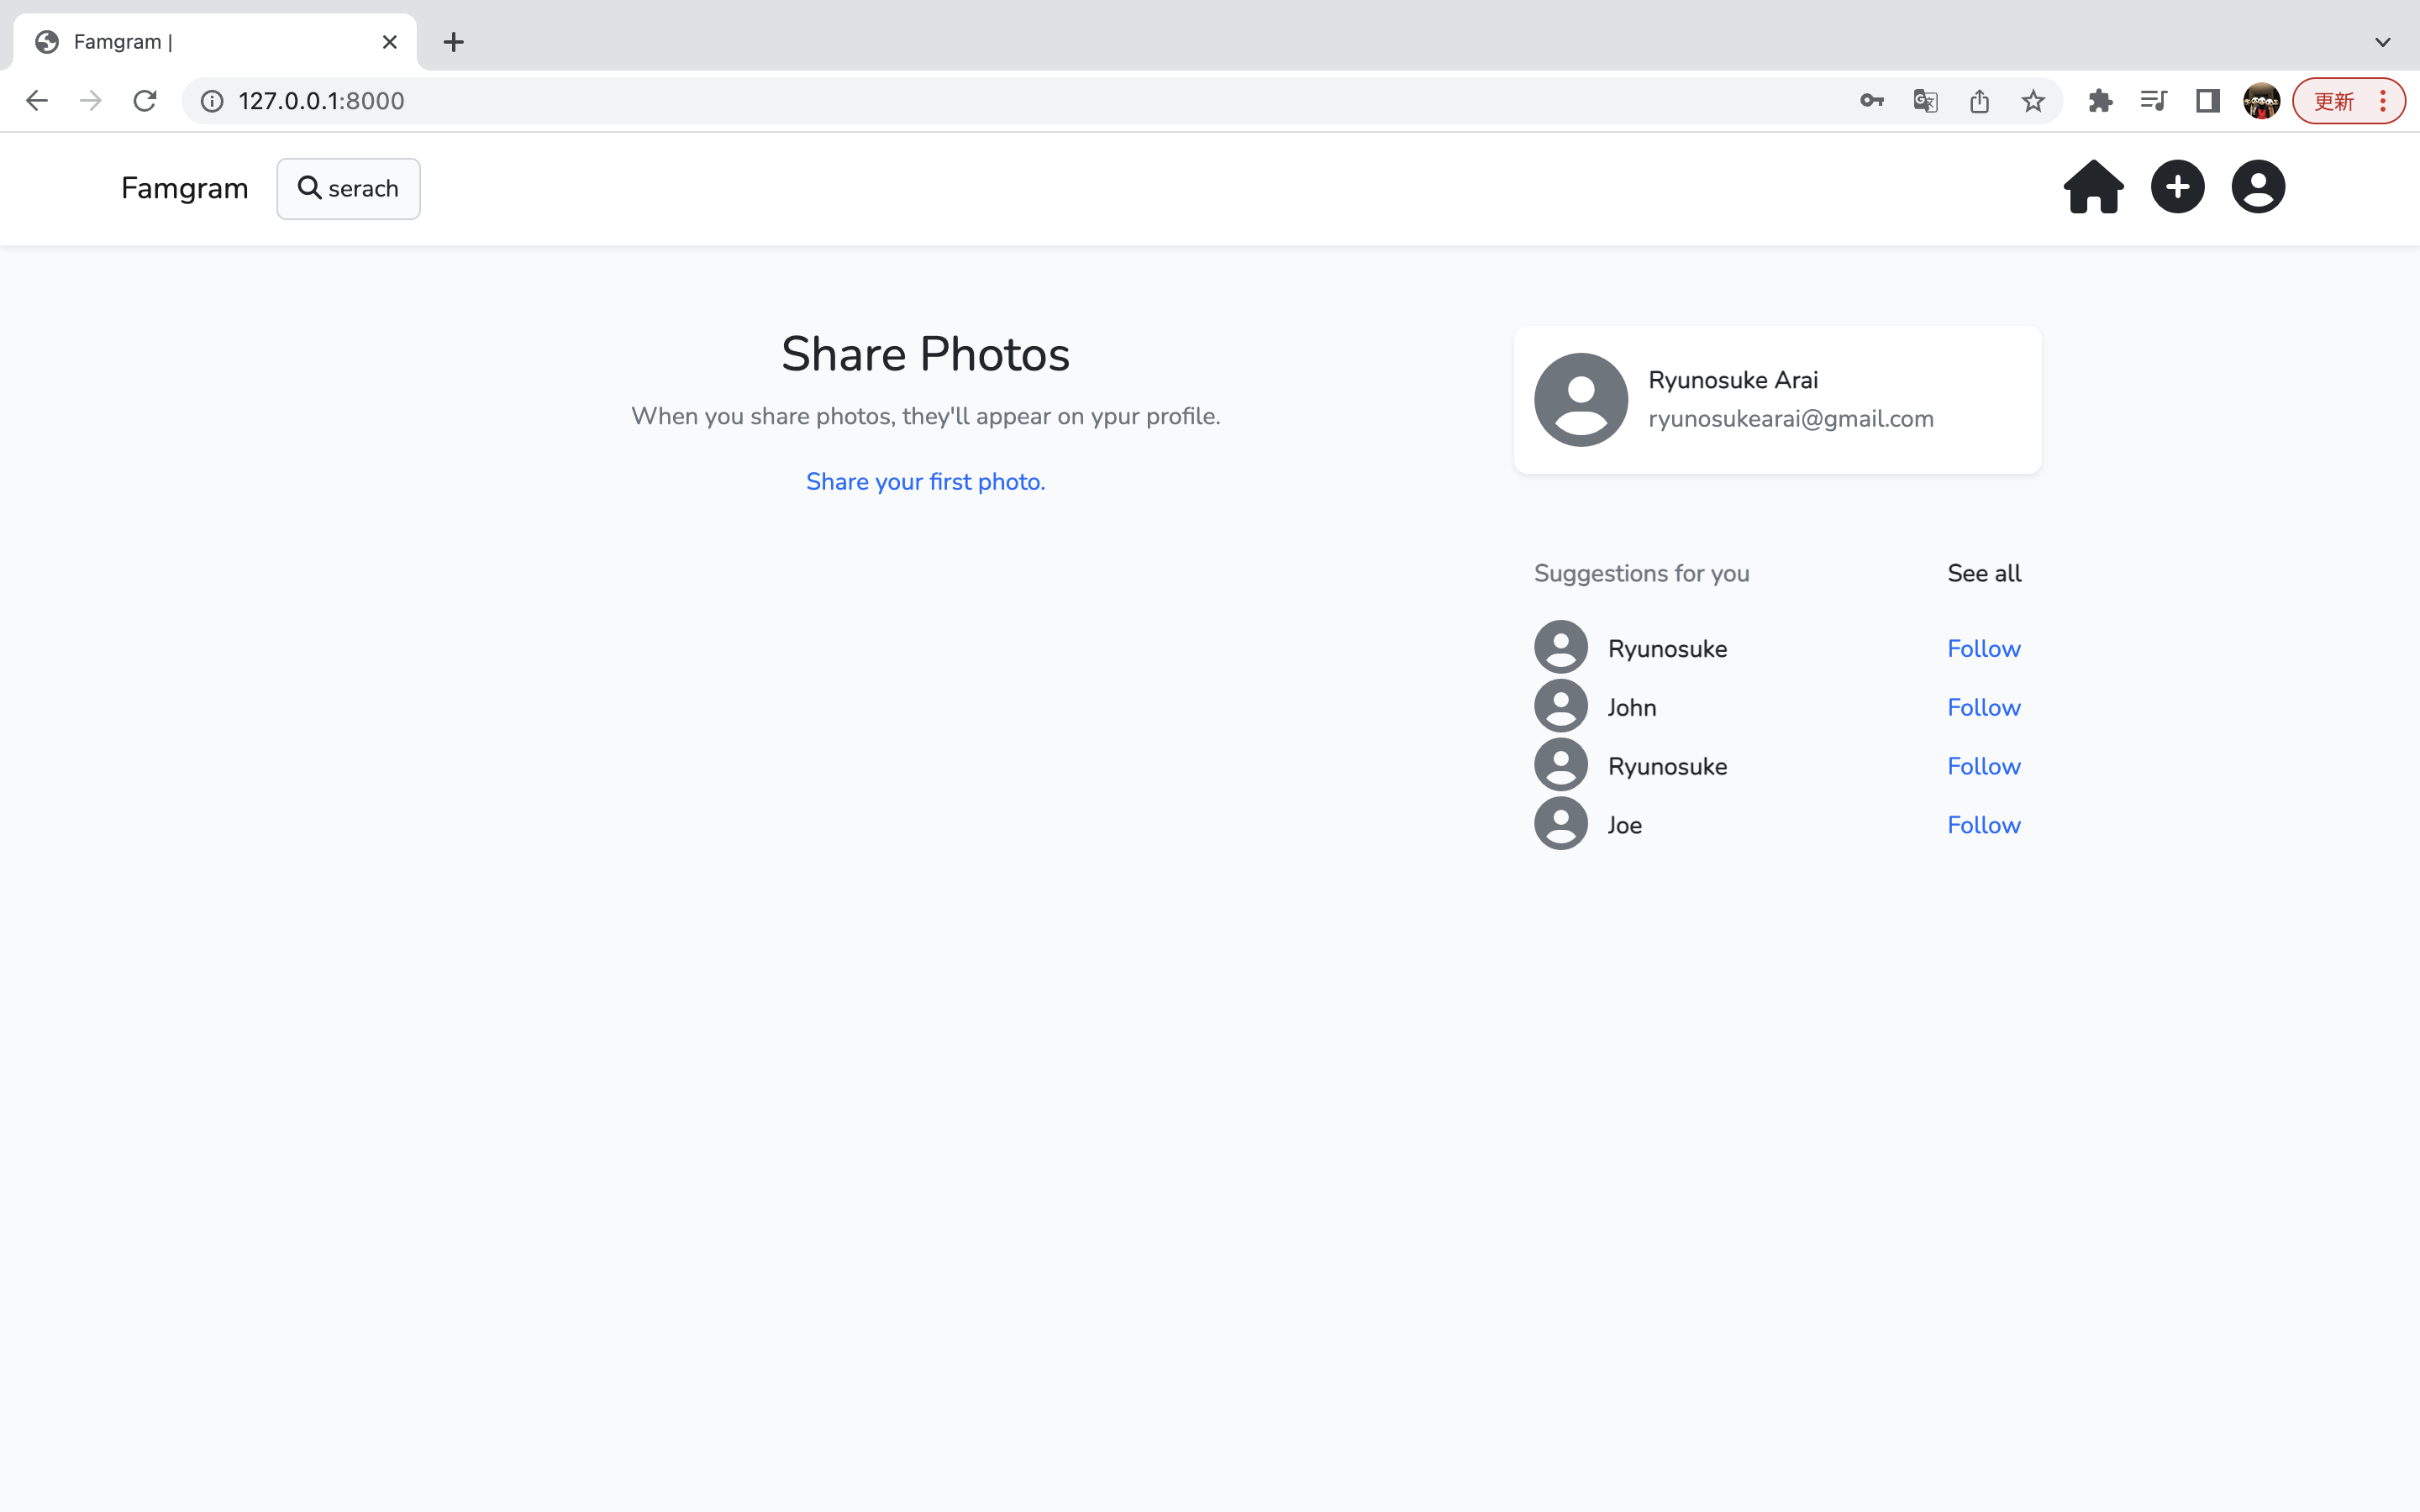 Famgram |
127.0.0.1:8000
更新
Famgram
serach
Share Photos
When you share photos, they'll appear on ypur profile.
Share your first photo.
Ryunosuke Arai
ryunosukearai@gmail.com
Suggestions for you See all
Ryunosuke Follow
John Follow
Ryunosuke Follow
Joe Follow